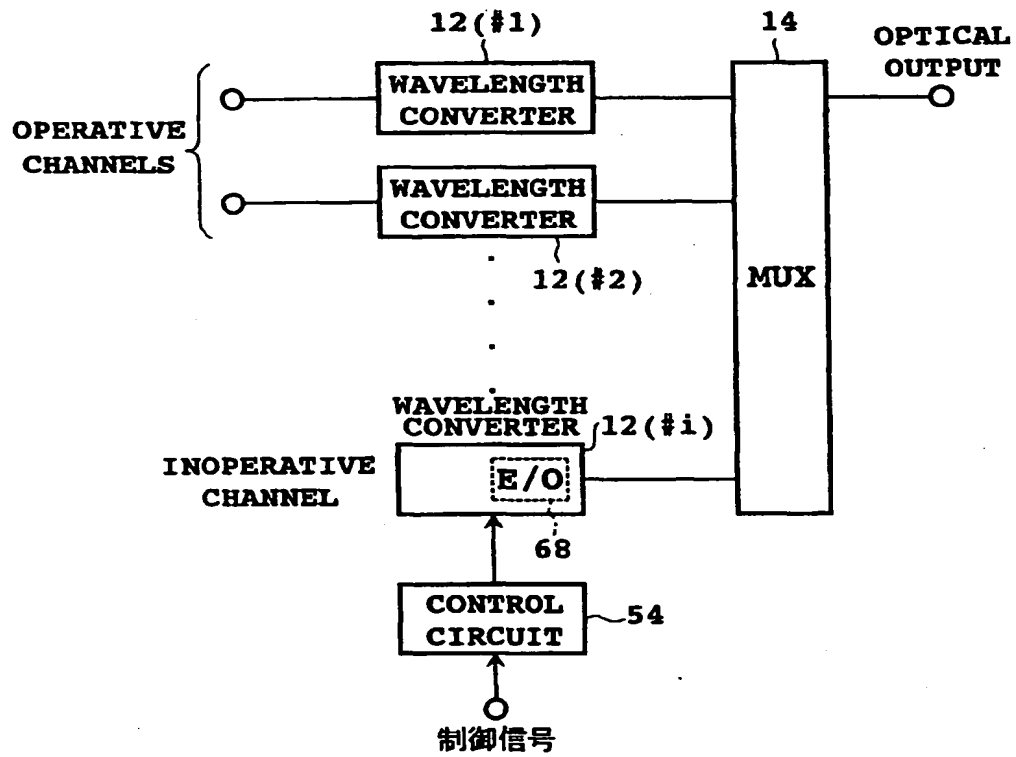 12(#1)
14
OPTICAL
OUTPUT
WAVELENGTH
CONVERTER
OPERATIVE
CHANNELS
WAVELENGTH
CONVERTER
12(#2)
MUX
WAVELENGTH
CONVERTER
12(#i)
INOPERATIVE
CHANNEL
E/O
68
CONTROL
CIRCUIT
54
制御信号